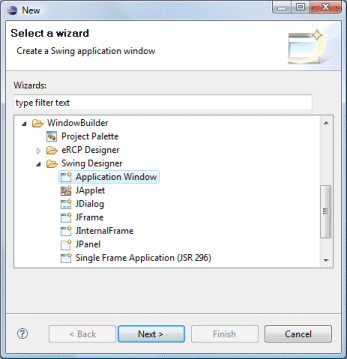 New
Select a wizard
Create a Swing application window
Wizards:
type filter text
WindowBuilder
Project Palette
eRCP Designer
Swing Designer
Application Window
JApplet
JDialog
JFrame
JInternalFrame
JPanel
Single Frame Application (JSR 296)
? < Back Next > Finish Cancel